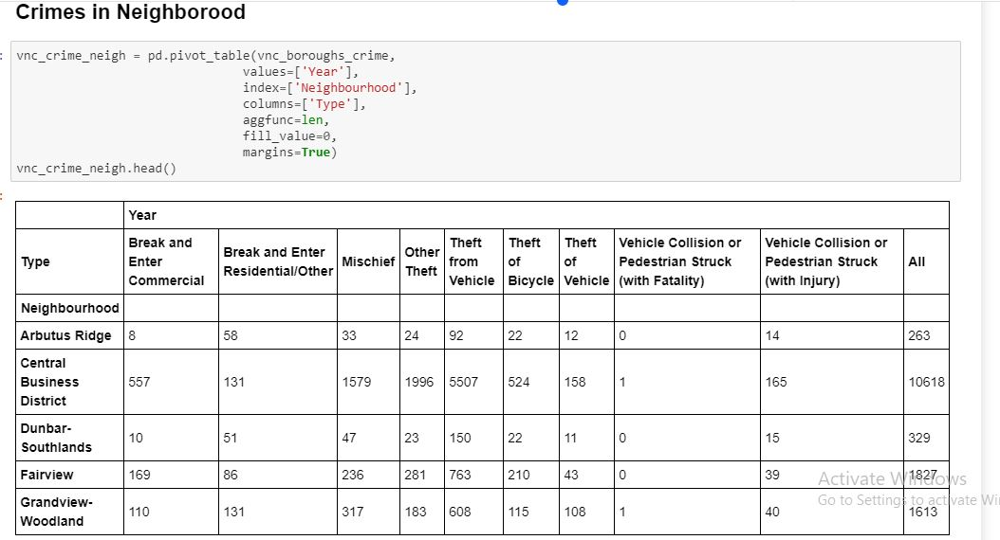 Crimes in Neighborood
vnc_crime_neigh = pd.pivot_table(vnc_boroughs_crime,
values=['Year'],
index=['Neighbourhood'],
columns=['Type'],
aggfunc=len,
fill_value=0,
margins=True)
vnc_crime_neigh.head()
Year
Type Break and Enter Commercial Break and Enter Residential/Other Mischief Other Theft Theft from Vehicle Theft of Bicycle Theft of Vehicle Vehicle Collision or Pedestrian Struck (with Fatality) Vehicle Collision or Pedestrian Struck (with Injury) All
Neighbourhood
Arbutus Ridge 8 58 33 24 92 22 12 0 14 263
Central Business District 557 131 1579 1996 5507 524 158 1 165 10618
Dunbar-Southlands 10 51 47 23 150 22 11 0 15 329
Fairview 169 86 236 281 763 210 43 0 39 1827
Grandview-Woodland 110 131 317 183 608 115 108 1 40 1613
Activate Windows
Go to Settings to activate Wi